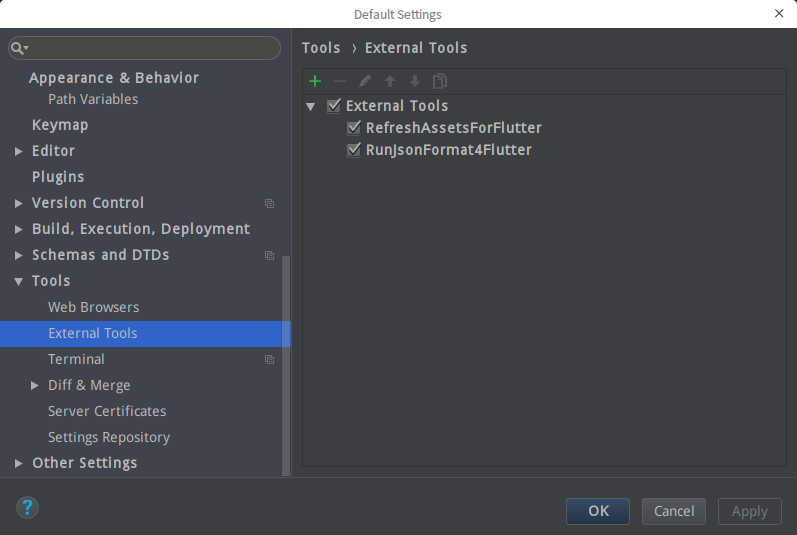 Default Settings
Appearance & Behavior
Path Variables
Keymap
Editor
Plugins
Version Control
Build, Execution, Deployment
Schemas and DTDs
Tools
Web Browsers
External Tools
Terminal
Diff & Merge
Server Certificates
Settings Repository
Other Settings
Tools › External Tools
External Tools
RefreshAssetsForFlutter
RunJsonFormat4Flutter
?
OK
Cancel
Apply